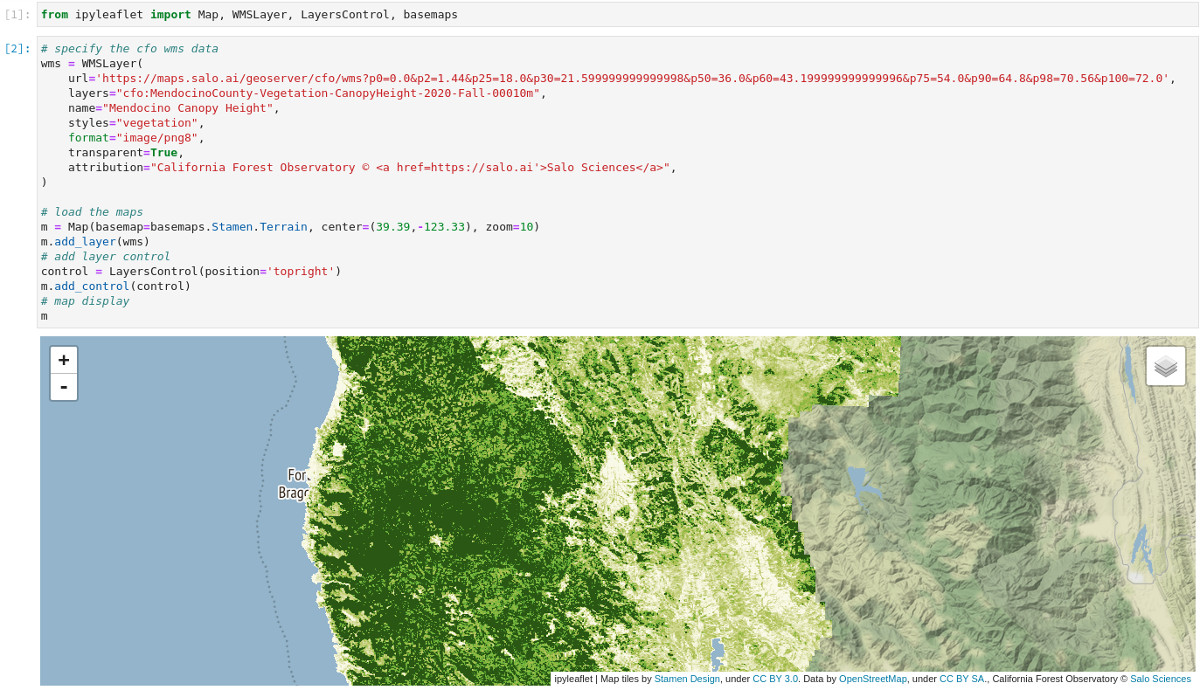 [1]: from ipyleaflet import Map, WMSLayer, LayersControl, basemaps
[2]: # specify the cfo wms data
wms = WMSLayer(
    url='https://maps.salo.ai/geoserver/cfo/wms?p0=0.0&p2=1.44&p25=18.0&p30=21.599999999999998&p50=36.0&p60=43.199999999999996&p75=54.0&p90=64.8&p98=70.56&p100=72.0',
    layers="cfo:MendocinoCounty-Vegetation-CanopyHeight-2020-Fall-00010m",
    name="Mendocino Canopy Height",
    styles="vegetation",
    format="image/png8",
    transparent=True,
    attribution="California Forest Observatory © <a href=https://salo.ai'>Salo Sciences</a>",
)
# load the maps
m = Map(basemap=basemaps.Stamen.Terrain, center=(39.39,-123.33), zoom=10)
m.add_layer(wms)
# add layer control
control = LayersControl(position='topright')
m.add_control(control)
# map display
m
+
-
For
Brag
ipyleaflet | Map tiles by Stamen Design, under CC BY 3.0. Data by OpenStreetMap, under CC BY SA., California Forest Observatory © Salo Sciences